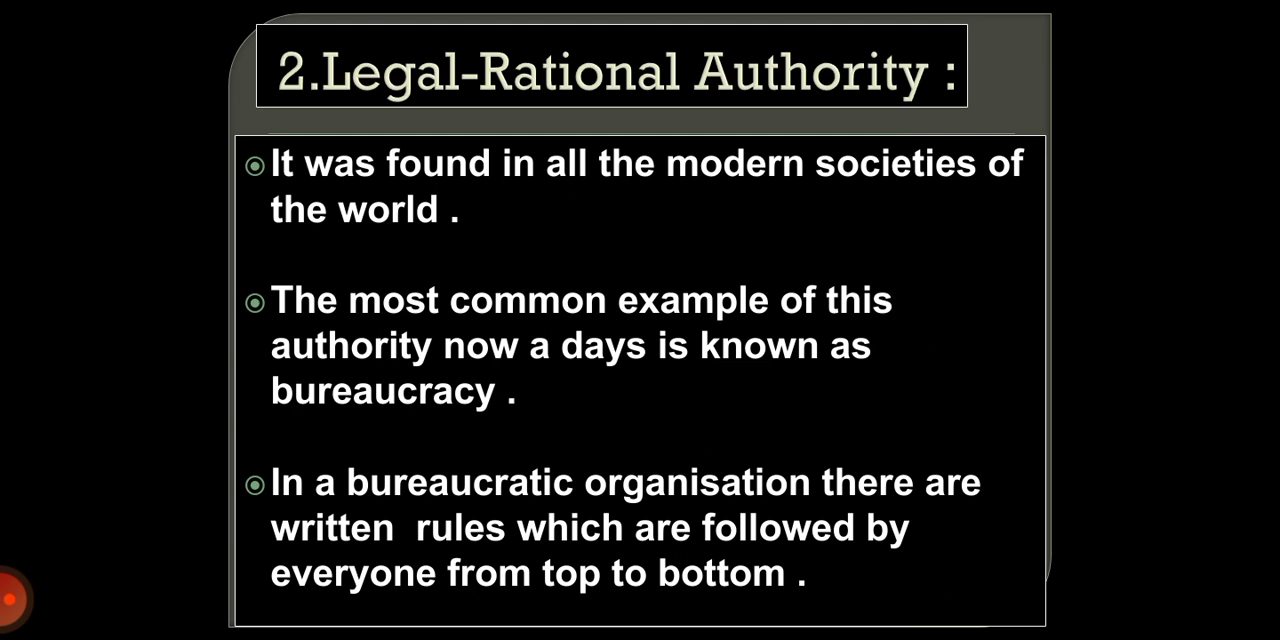 2.Legal-Rational Authority :
It was found in all the modern societies of
the world .
The most common example of this
authority now a days is known as
bureaucracy .
In a bureaucratic organisation there are
written  rules which are followed by
everyone from top to bottom .